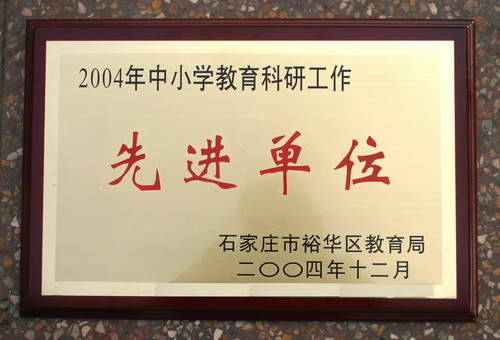 2004年中小学教育科研工作
先进单位
石家庄市裕华区教育局
二〇〇四年十二月